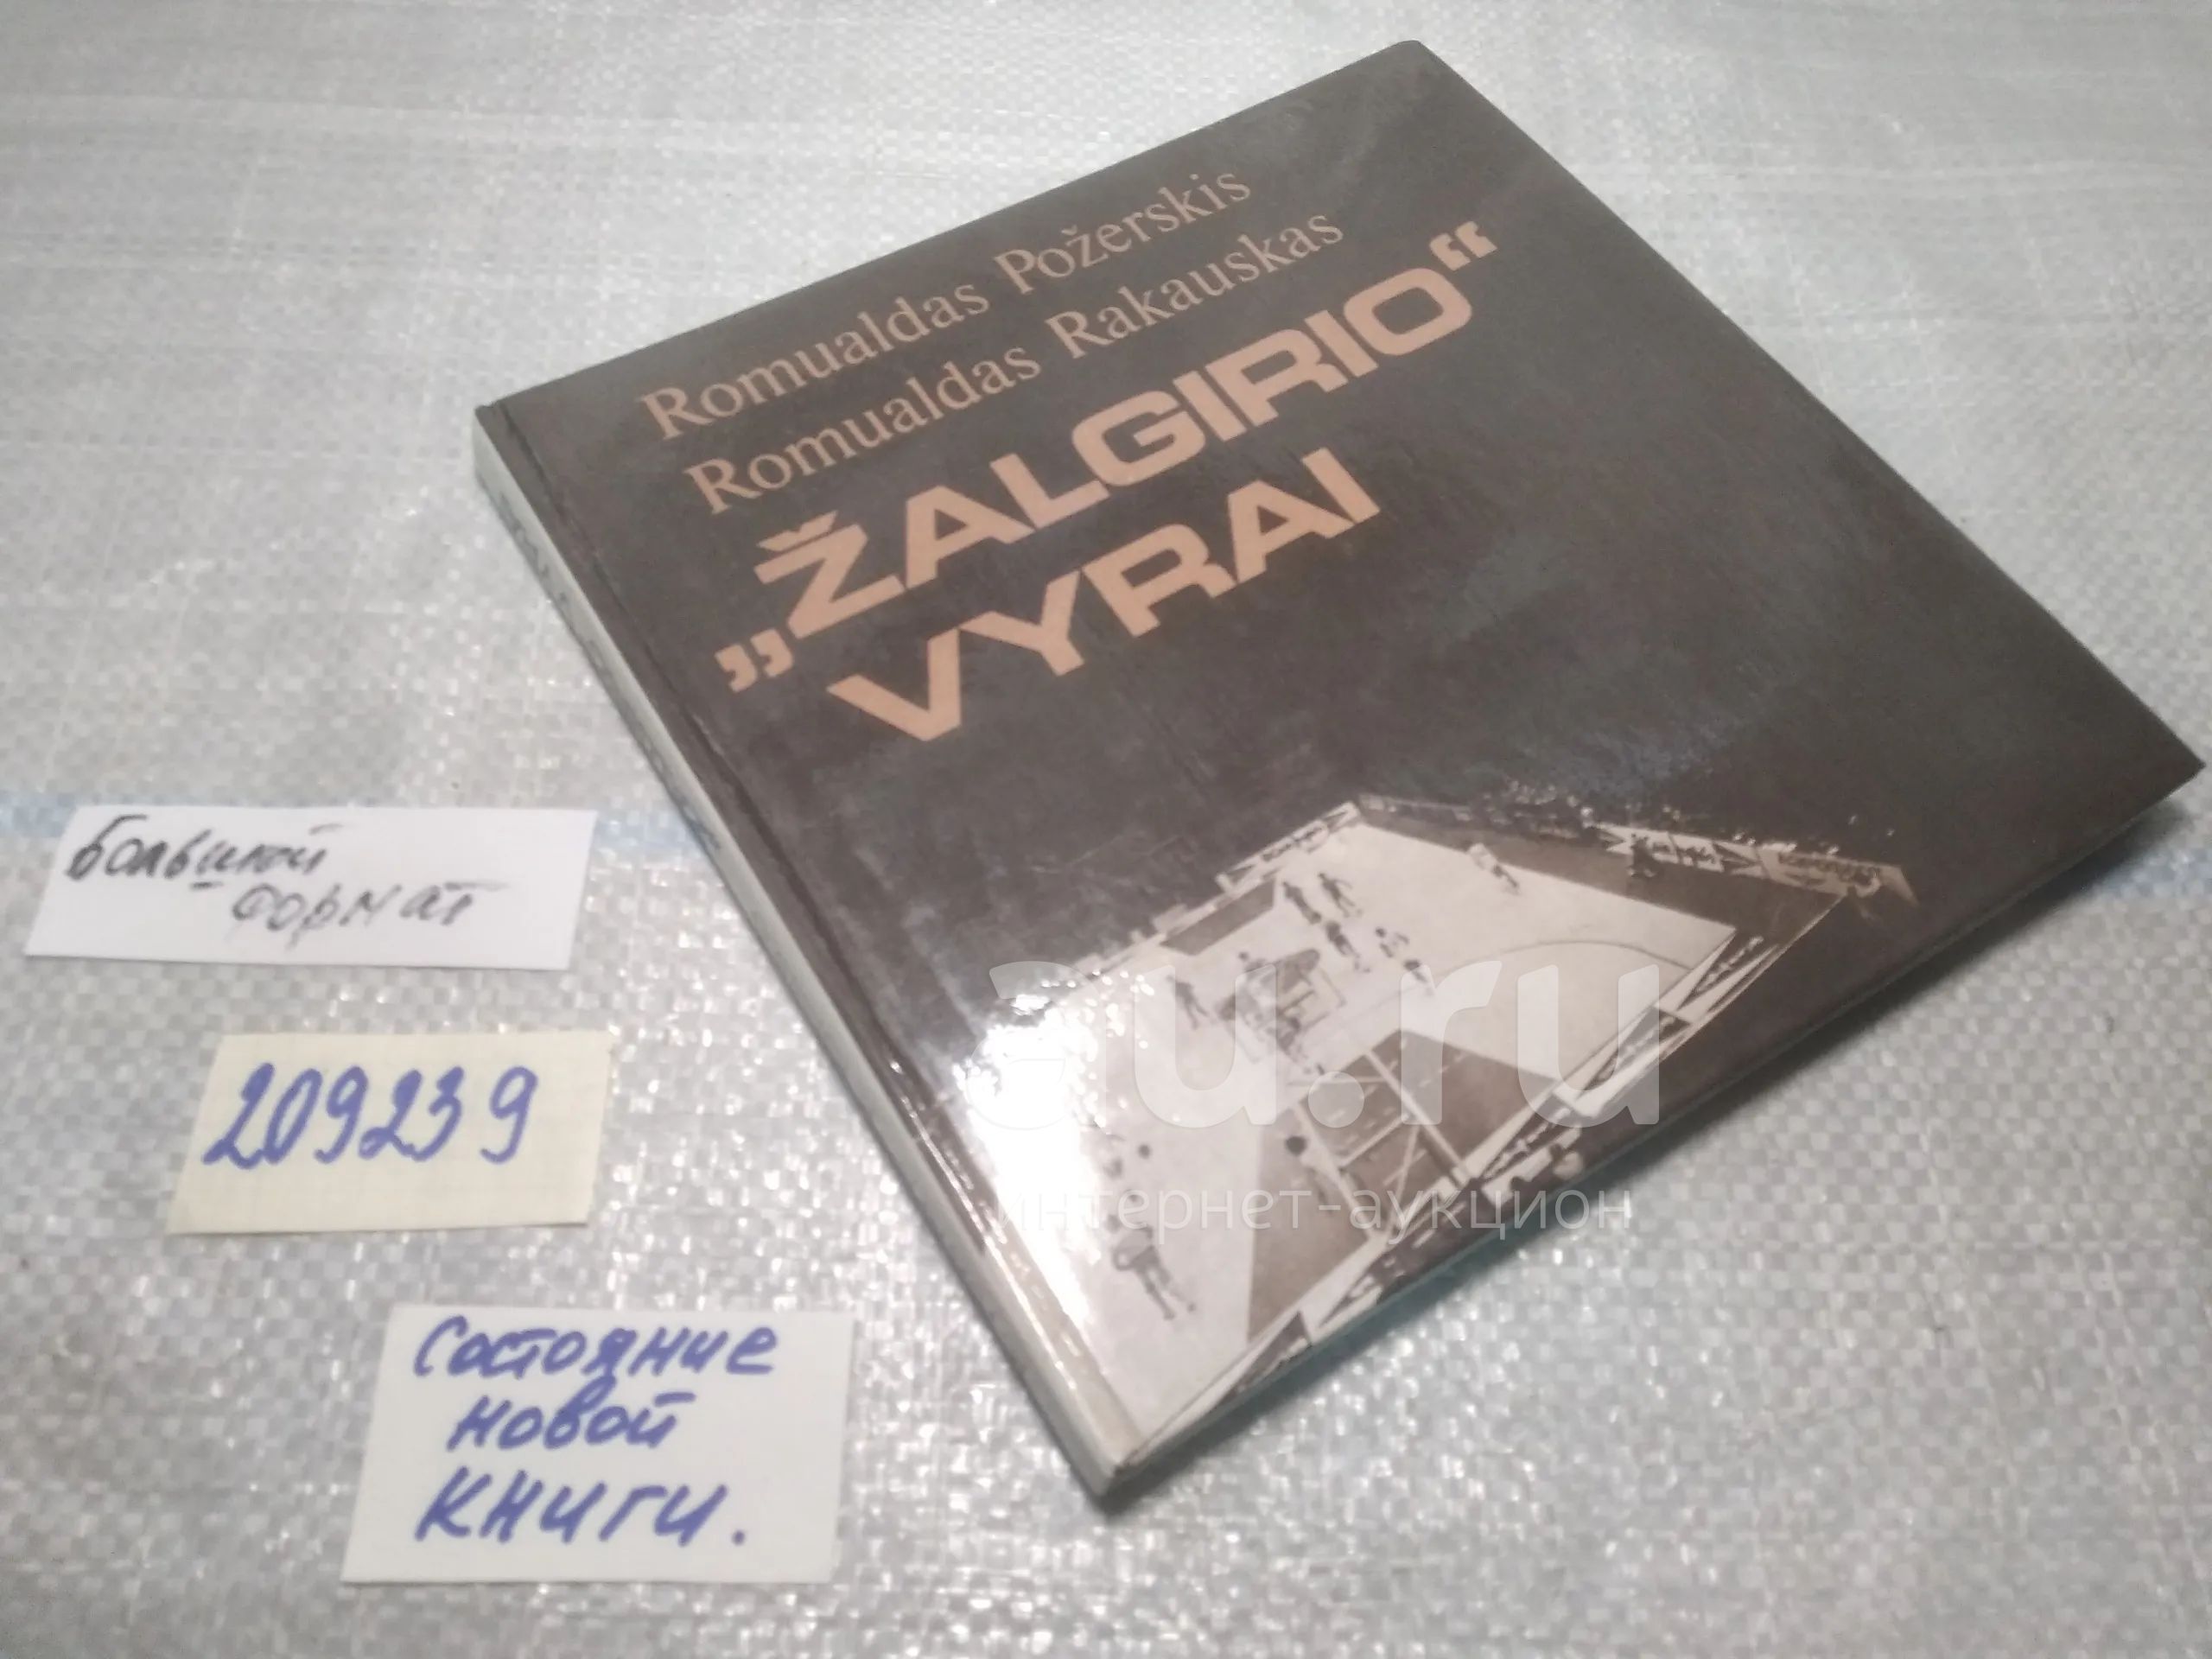 Romualdas Požerskis
Romualdas Rakauskas
„ŽALGIRIO“
VYRAI
большой
формат
209239
Состояние
новой
книги.
au.ru
интернет-аукцион